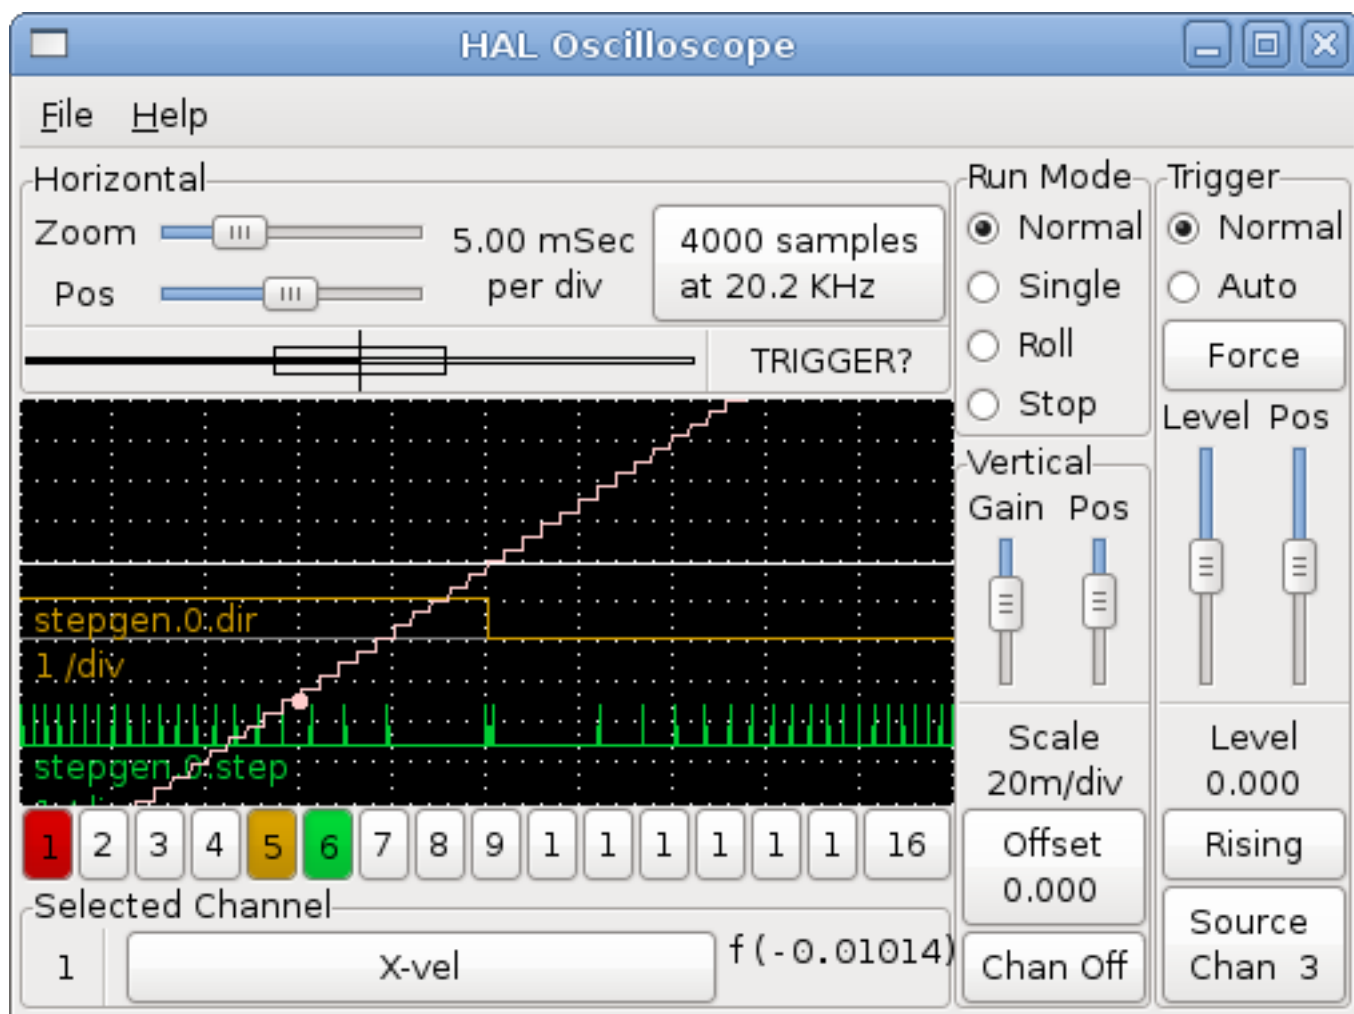 HAL Oscilloscope
File Help
Horizontal
Zoom
Pos
5.00 mSec
per div
4000 samples
at 20.2 KHz
TRIGGER?
Run Mode
Normal
Single
Roll
Stop
Trigger
Normal
Auto
Force
Level Pos
Vertical
Gain Pos
Scale
20m/div
Offset
0.000
Chan Off
Level
0.000
Rising
Source
Chan 3
stepgen.0.dir
1 /div
stepgen.0.step
1 2 3 4 5 6 7 8 9 1 1 1 1 1 1 16
Selected Channel
1 X-vel f(-0.01014)